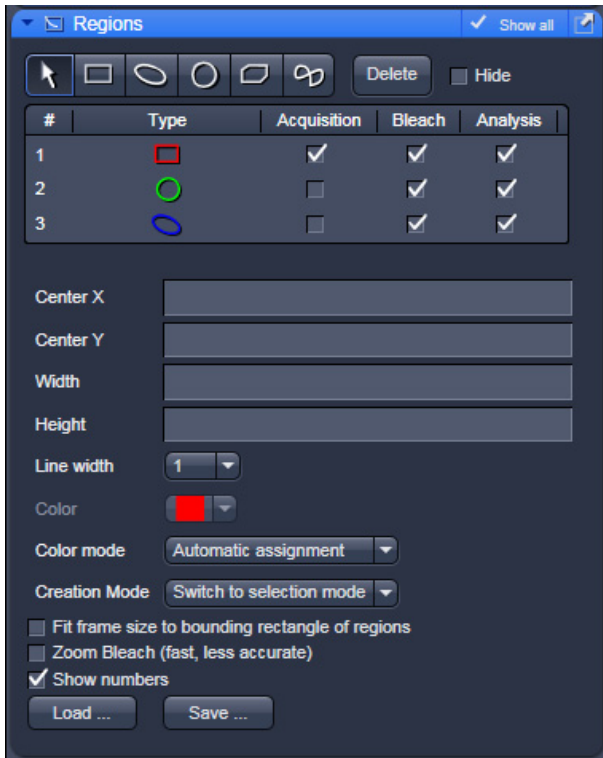 Regions Show all
Delete Hide
# Type Acquisition Bleach Analysis
1
2
3
Center X
Center Y
Width
Height
Line width 1
Color
Color mode Automatic assignment
Creation Mode Switch to selection mode
Fit frame size to bounding rectangle of regions
Zoom Bleach (fast, less accurate)
Show numbers
Load ... Save ...